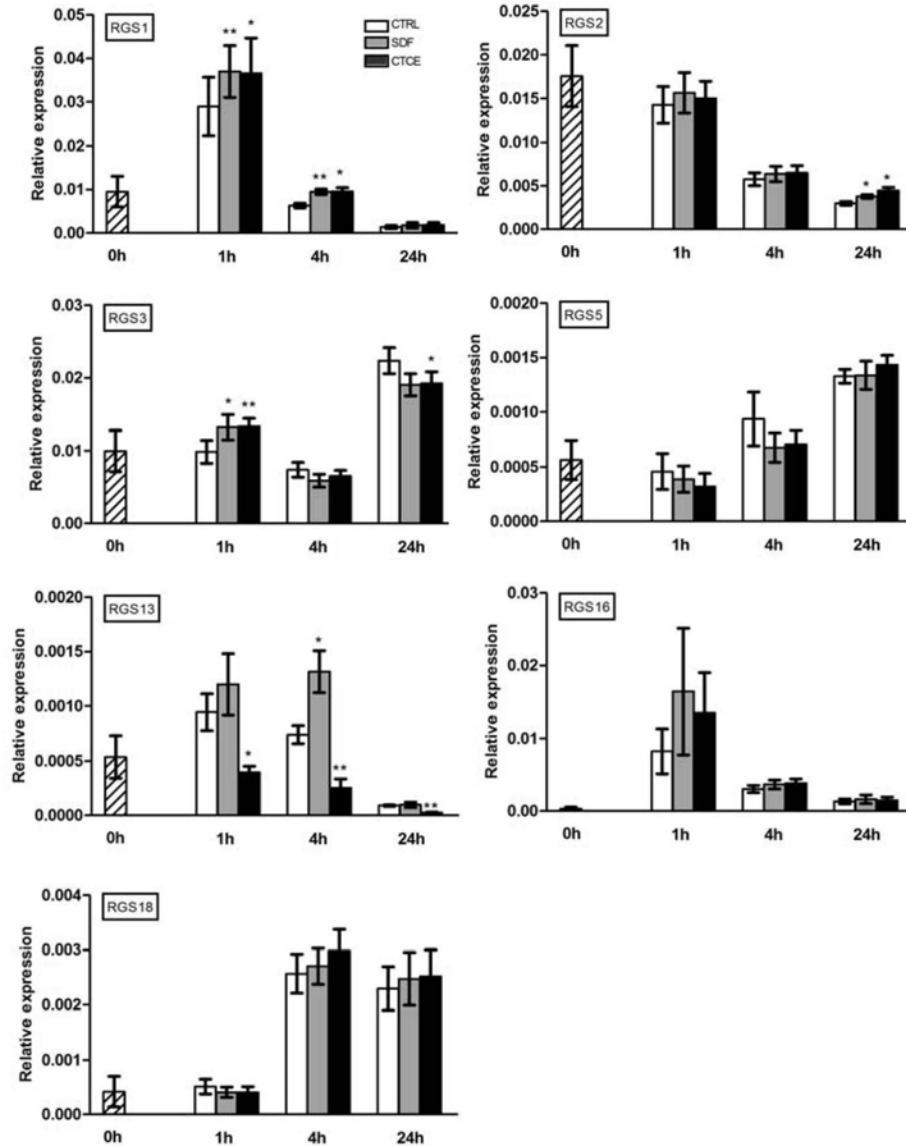 RGS1
CTRL
SDF
CTCE
Relative expression
0.05
0.04
0.03
0.010
0.00
** *
** *
0h 1h 4h 24h
RGS2
Relative expression
0.025
0.020
0.015
0.010
0.005
0.000
* *
0h 1h 4h 24h
RGS3
Relative expression
0.03
0.02
0.01
0.00
* **
*
0h 1h 4h 24h
RGS5
Relative expression
0.0020
0.0015
0.0010
0.0005
0.0000
0h 1h 4h 24h
RGS13
Relative expression
0.0020
0.0015
0.0010
0.0005
0.0000
*
* **
**
0h 1h 4h 24h
RGS16
Relative expression
0.03
0.02
0.01
0.00
0h 1h 4h 24h
RGS18
Relative expression
0.004
0.003
0.002
0.001
0.000
0h 1h 4h 24h